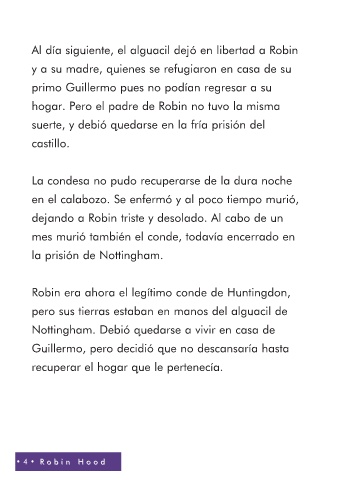 Al día siguiente, el alguacil dejó en libertad a Robin
y a su madre, quienes se refugiaron en casa de su
primo Guillermo pues no podían regresar a su
hogar. Pero el padre de Robin no tuvo la misma
suerte, y debió quedarse en la fría prisión del
castillo.
La condesa no pudo recuperarse de la dura noche
en el calabozo. Se enfermó y al poco tiempo murió,
dejando a Robin triste y desolado. Al cabo de un
mes murió también el conde, todavía encerrado en
la prisión de Nottingham.
Robin era ahora el legítimo conde de Huntingdon,
pero sus tierras estaban en manos del alguacil de
Nottingham. Debió quedarse a vivir en casa de
Guillermo, pero decidió que no descansaría hasta
recuperar el hogar que le pertenecía.
• 4 • Robin Hood